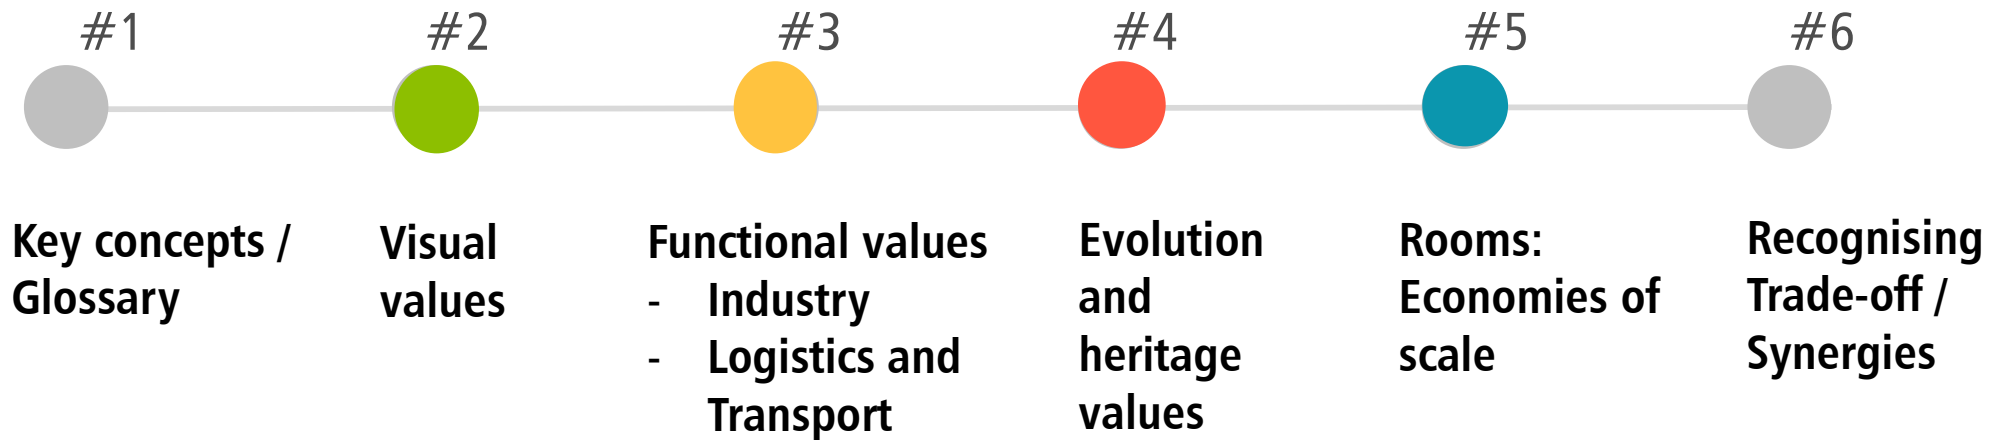 #1
#2
#3
#4
#5
#6
Key concepts /
Glossary
Visual
values
Functional values
- Industry
- Logistics and
Transport
Evolution
and
heritage
values
Rooms:
Economies of
scale
Recognising
Trade-off /
Synergies